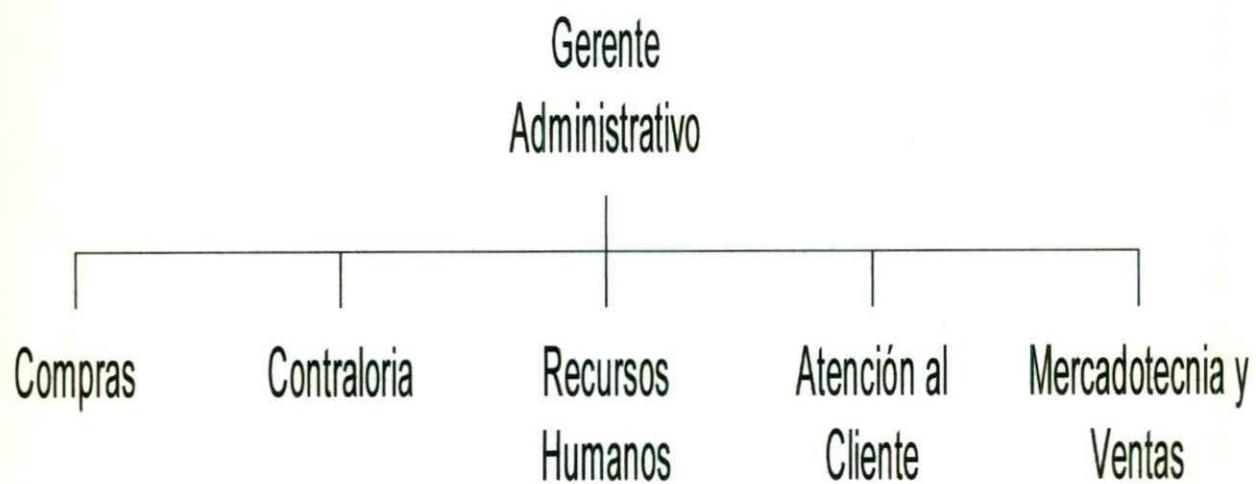 Gerente
Administrativo
Compras
Contraloria
Recursos
Humanos
Atención al
Cliente
Mercadotecnia y
Ventas